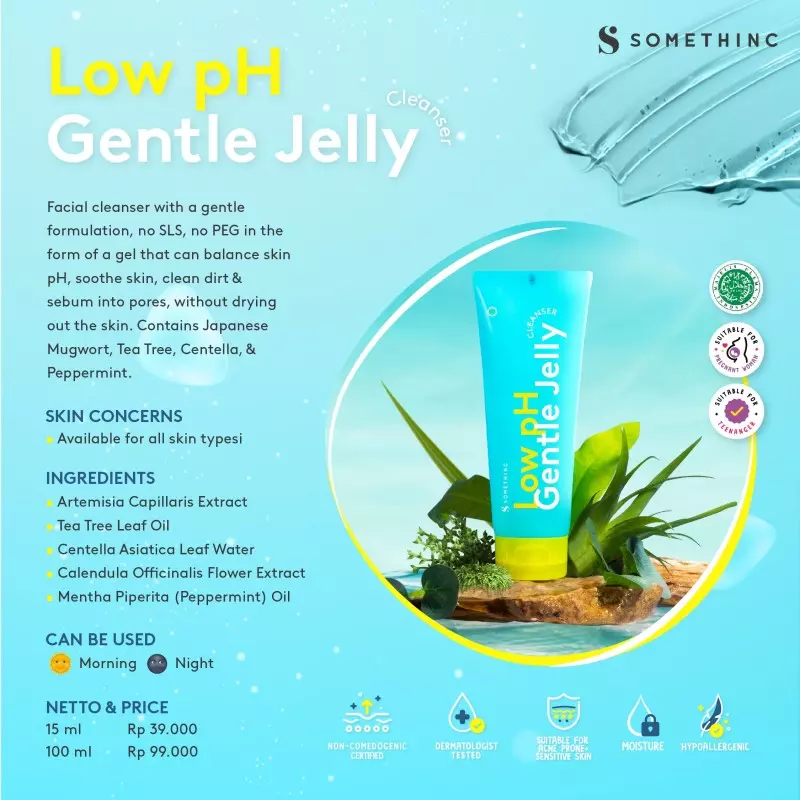 SOMETHINC
Low pH
Gentle Jelly
Cleanser
Facial cleanser with a gentle
formulation, no SLS, no PEG in the
form of a gel that can balance skin
pH, soothe skin, clean dirt &
sebum into pores, without drying
out the skin. Contains Japanese
Mugwort, Tea Tree, Centella, &
Peppermint.
SKIN CONCERNS
Available for all skin typesi
INGREDIENTS
Artemisia Capillaris Extract
Tea Tree Leaf Oil
Centella Asiatica Leaf Water
Calendula Officinalis Flower Extract
Mentha Piperita (Peppermint) Oil
CAN BE USED
Morning Night
NETTO & PRICE
15 ml Rp 39.000
100 ml Rp 99.000
CLEANSER
Low pH
Gentle Jelly
SOMETHINC
SUITABLE FOR
PREGNANT WOMAN
SUITABLE FOR
TEENANGER
NON-COMEDOGENIC
CERTIFIED
DERMATOLOGIST
TESTED
SUITABLE FOR
ACNE PRONE-
SENSITIVE SKIN
MOISTURE
HYPOALLERGENIC